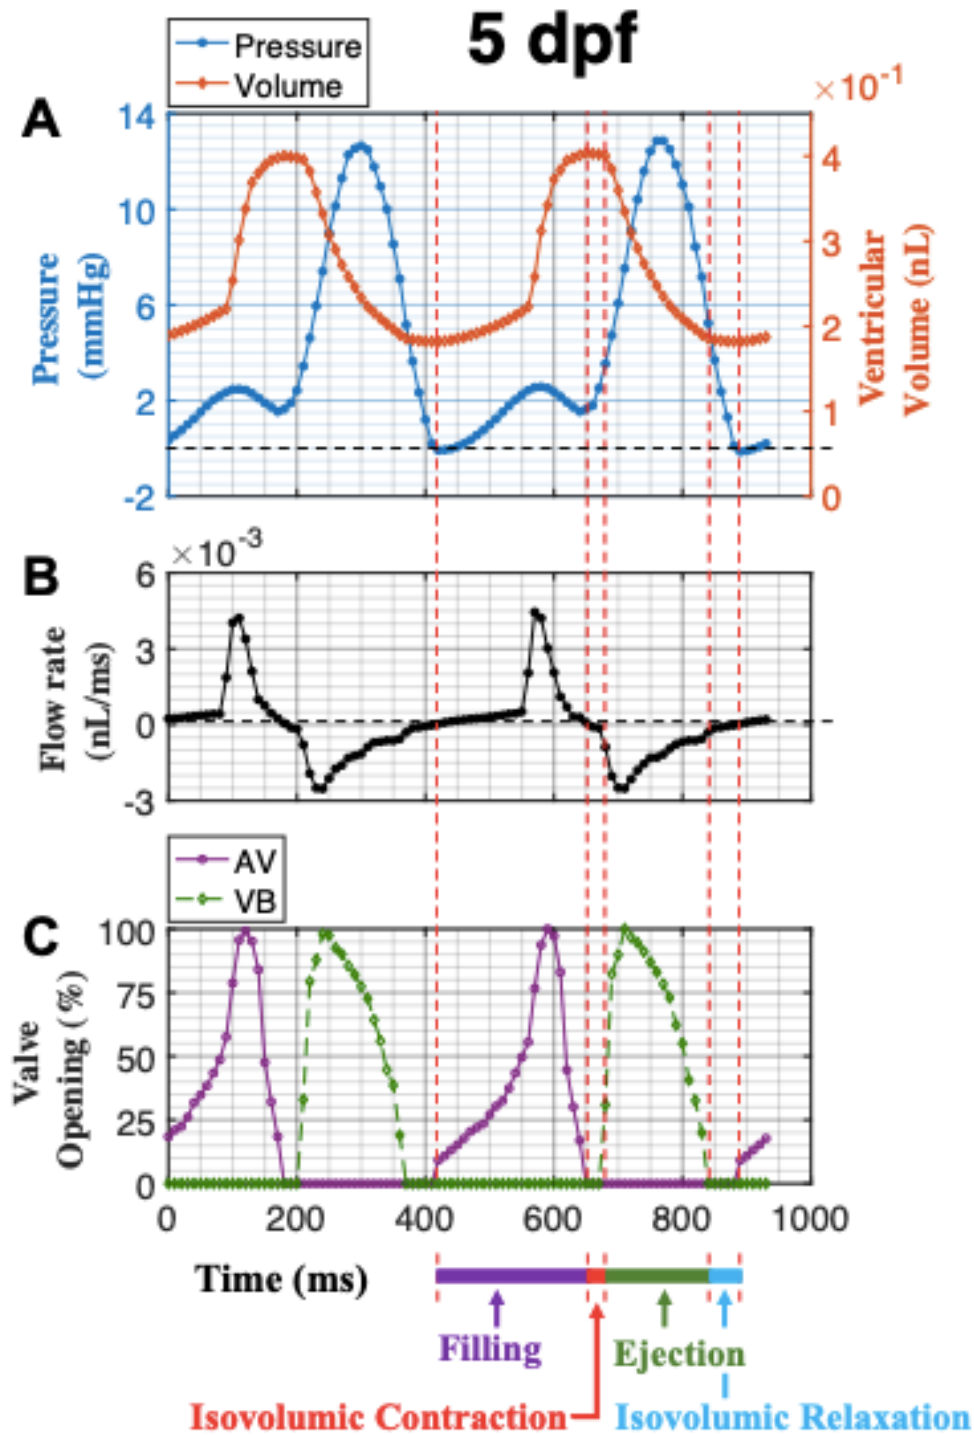 5 dpf
Pressure
Volume
×10^-1
A
14
10
6
2
-2
Pressure
(mmHg)
4
3
2
1
0
Ventricular
Volume (nL)
B
×10^-3
6
3
0
-3
Flow rate
(nL/ms)
AV
VB
C
100
75
50
25
0
Valve
Opening (%)
0 200 400 600 800 1000
Time (ms)
Filling
Ejection
Isovolumic Contraction
Isovolumic Relaxation